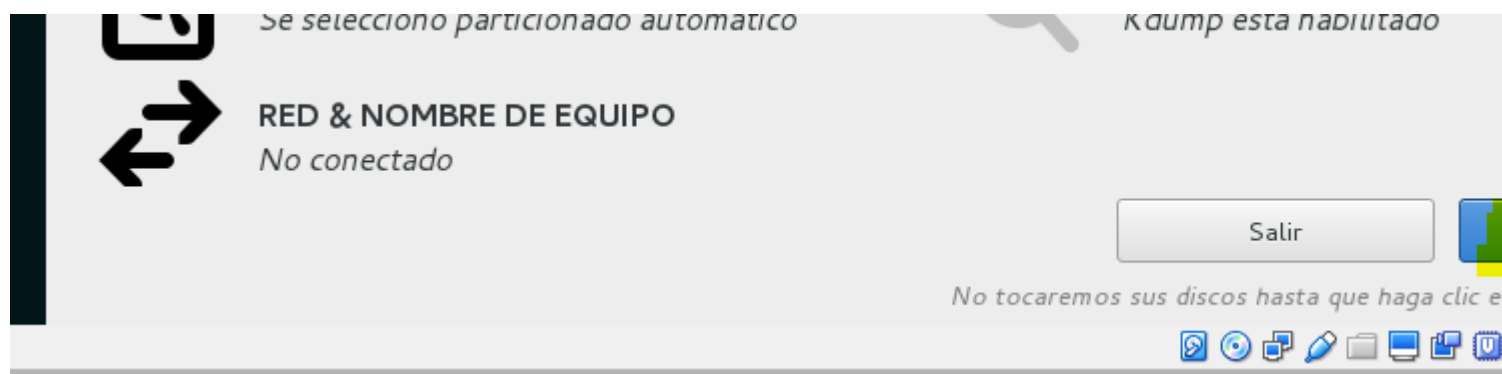 Se seleccionó particionado automático
Kdump está habilitado
RED & NOMBRE DE EQUIPO
No conectado
Salir
No tocaremos sus discos hasta que haga clic e